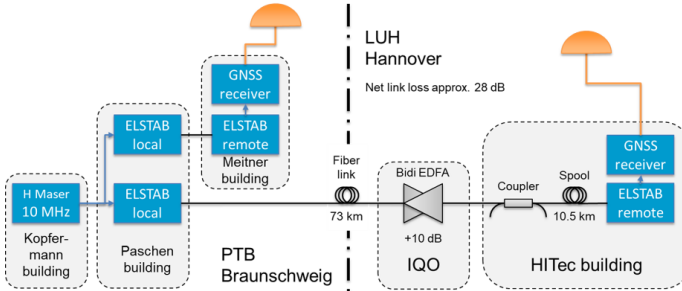 LUH
Hannover
Net link loss approx. 28 dB
GNSS
receiver
ELSTAB
local
ELSTAB
remote
Meitner
building
H Maser
10 MHz
Kopfer-
mann
building
ELSTAB
local
Paschen
building
PTB
Braunschweig
Fiber
link
73 km
Bidi EDFA
+10 dB
IQO
Coupler
Spool
10.5 km
GNSS
receiver
ELSTAB
remote
HITec building